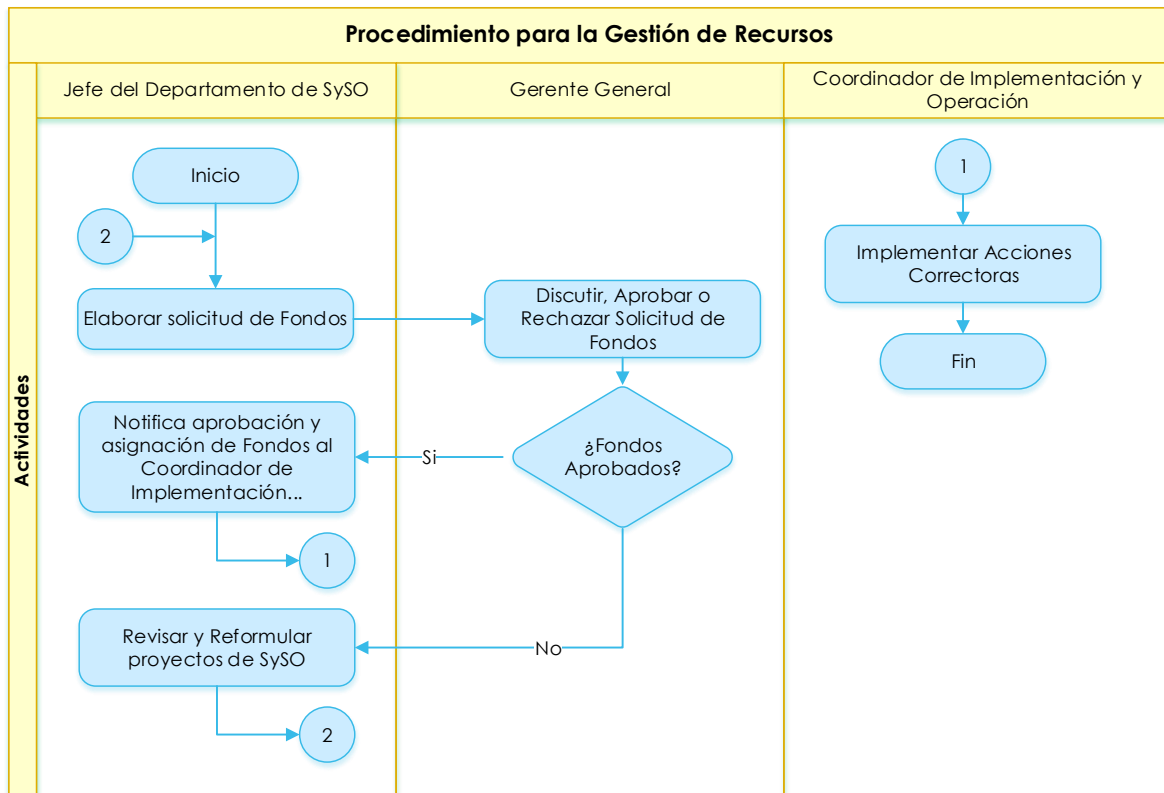 Procedimiento para la Gestión de Recursos
Actividades
Jefe del Departamento de SySO
Gerente General
Coordinador de Implementación y
Operación
Inicio
2
Elaborar solicitud de Fondos
Discutir, Aprobar o
Rechazar Solicitud de
Fondos
¿Fondos
Aprobados?
Si
Notifica aprobación y
asignación de Fondos al
Coordinador de
Implementación...
1
No
Revisar y Reformular
proyectos de SySO
2
1
Implementar Acciones
Correctoras
Fin